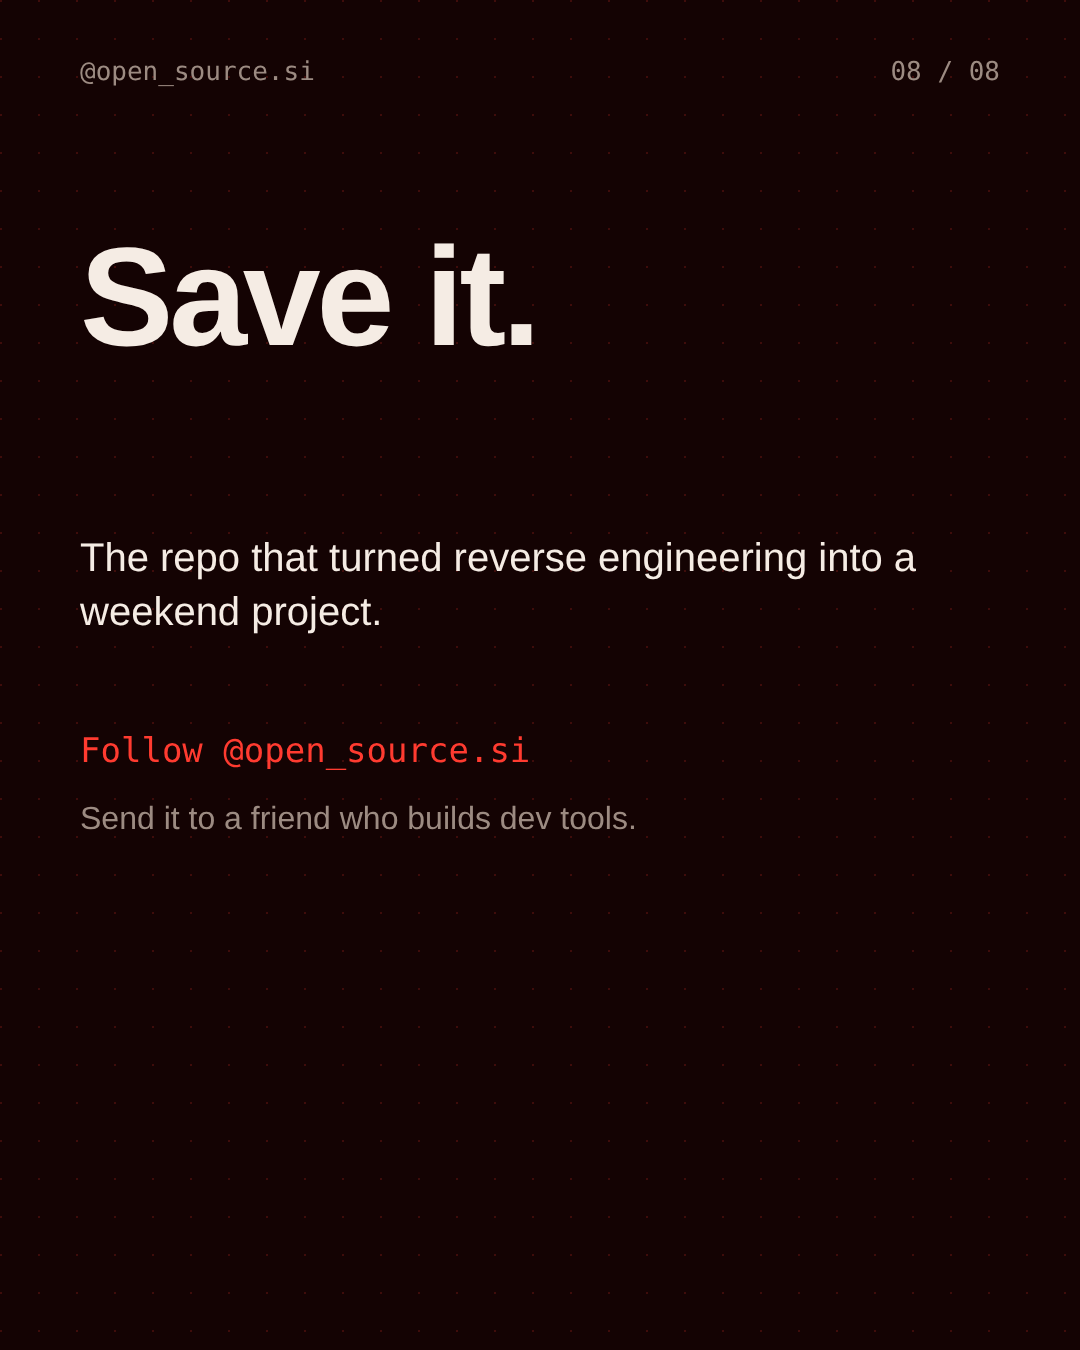 @open_source.si
08 / 08
Save it.
The repo that turned reverse engineering into a
weekend project.
Follow @open_source.si
Send it to a friend who builds dev tools.